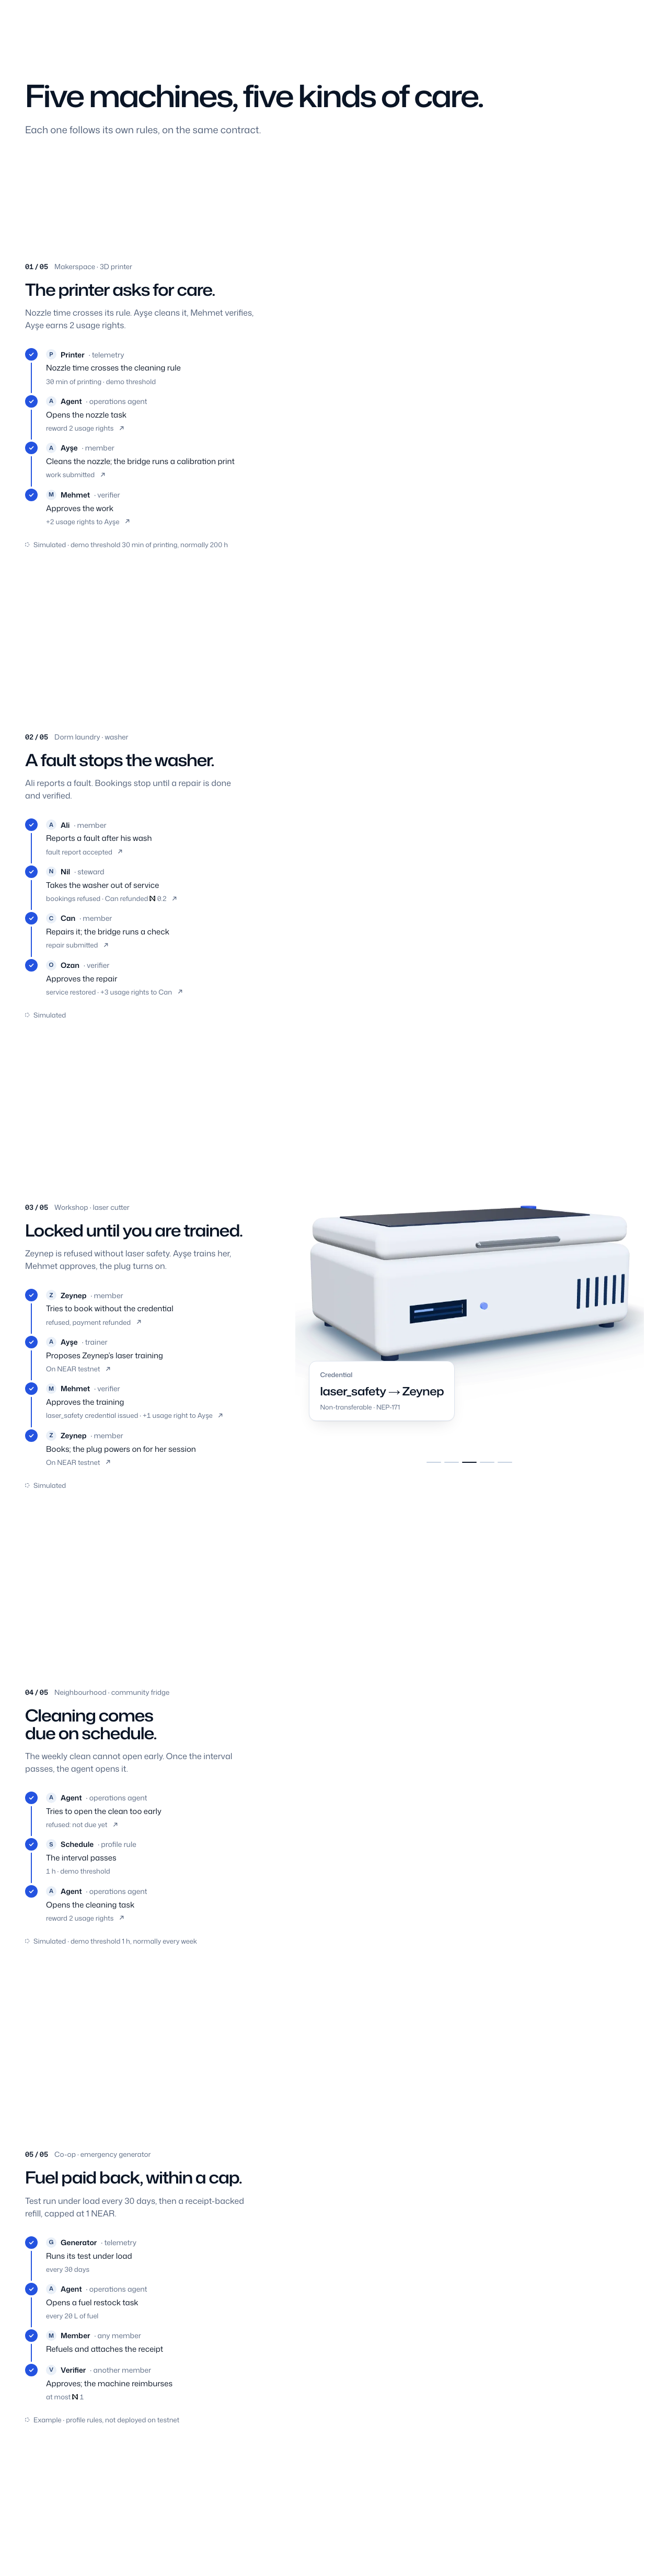 Five machines, five kinds of care.
Each one follows its own rules, on the same contract.
01 / 05 Makerspace · 3D printer
The printer asks for care.
Nozzle time crosses its rule. Ayşe cleans it, Mehmet verifies,
Ayşe earns 2 usage rights.
P Printer · telemetry
Nozzle time crosses the cleaning rule
30 min of printing · demo threshold
A Agent · operations agent
Opens the nozzle task
reward 2 usage rights ↗
A Ayşe · member
Cleans the nozzle; the bridge runs a calibration print
work submitted ↗
M Mehmet · verifier
Approves the work
+2 usage rights to Ayşe ↗
Simulated · demo threshold 30 min of printing, normally 200 h
02 / 05 Dorm laundry · washer
A fault stops the washer.
Ali reports a fault. Bookings stop until a repair is done
and verified.
A Ali · member
Reports a fault after his wash
fault report accepted ↗
N Nil · steward
Takes the washer out of service
bookings refused · Can refunded N 0.2 ↗
C Can · member
Repairs it; the bridge runs a check
repair submitted ↗
O Ozan · verifier
Approves the repair
service restored · +3 usage rights to Can ↗
Simulated
03 / 05 Workshop · laser cutter
Locked until you are trained.
Zeynep is refused without laser safety. Ayşe trains her,
Mehmet approves, the plug turns on.
Z Zeynep · member
Tries to book without the credential
refused, payment refunded ↗
A Ayşe · trainer
Proposes Zeynep's laser training
On NEAR testnet ↗
M Mehmet · verifier
Approves the training
laser_safety credential issued · +1 usage right to Ayşe ↗
Z Zeynep · member
Books; the plug powers on for her session
On NEAR testnet ↗
Simulated
Credential
laser_safety → Zeynep
Non-transferable · NEP-171
04 / 05 Neighbourhood · community fridge
Cleaning comes
due on schedule.
The weekly clean cannot open early. Once the interval
passes, the agent opens it.
A Agent · operations agent
Tries to open the clean too early
refused: not due yet ↗
S Schedule · profile rule
The interval passes
1 h · demo threshold
A Agent · operations agent
Opens the cleaning task
reward 2 usage rights ↗
Simulated · demo threshold 1 h, normally every week
05 / 05 Co-op · emergency generator
Fuel paid back, within a cap.
Test run under load every 30 days, then a receipt-backed
refill, capped at 1 NEAR.
G Generator · telemetry
Runs its test under load
every 30 days
A Agent · operations agent
Opens a fuel restock task
every 20 L of fuel
M Member · any member
Refuels and attaches the receipt
V Verifier · another member
Approves; the machine reimburses
at most N 1
Example · profile rules, not deployed on testnet